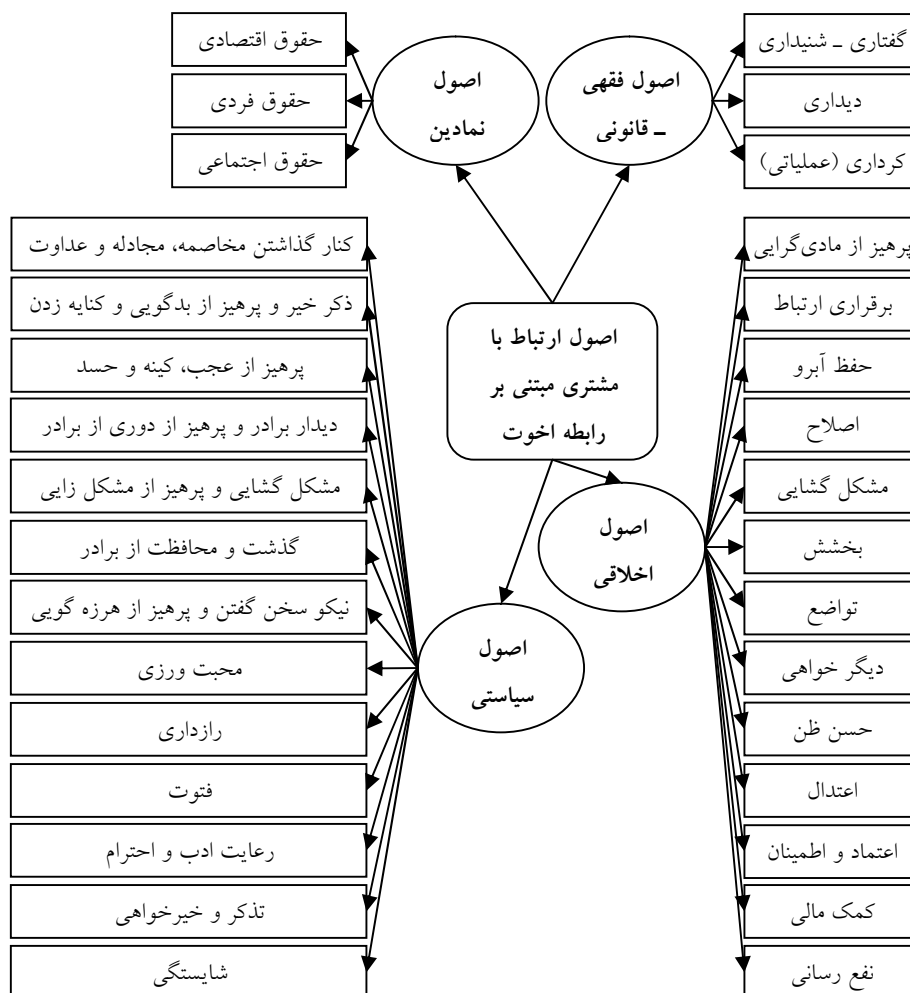 گفتاری ـ شنیداری
دیداری
کرداری (عملیاتی)
اصول فقهی
ـ قانونی
اصول
نمادین
حقوق اقتصادی
حقوق فردی
حقوق اجتماعی
اصول ارتباط با
مشتری مبتنی بر
رابطه اخوت
اصول
اخلاقی
پرهیز از مادی‌گرایی
برقراری ارتباط
حفظ آبرو
اصلاح
مشکل گشایی
بخشش
تواضع
دیگر خواهی
حسن ظن
اعتدال
اعتماد و اطمینان
کمک مالی
نفع رسانی
اصول
سیاستی
کنار گذاشتن مخاصمه، مجادله و عداوت
ذکر خیر و پرهیز از بدگویی و کنایه زدن
پرهیز از عجب، کینه و حسد
دیدار برادر و پرهیز از دوری از برادر
مشکل گشایی و پرهیز از مشکل زایی
گذشت و محافظت از برادر
نیکو سخن گفتن و پرهیز از هرزه گویی
محبت ورزی
رازداری
فتوت
رعایت ادب و احترام
تذکر و خیرخواهی
شایستگی